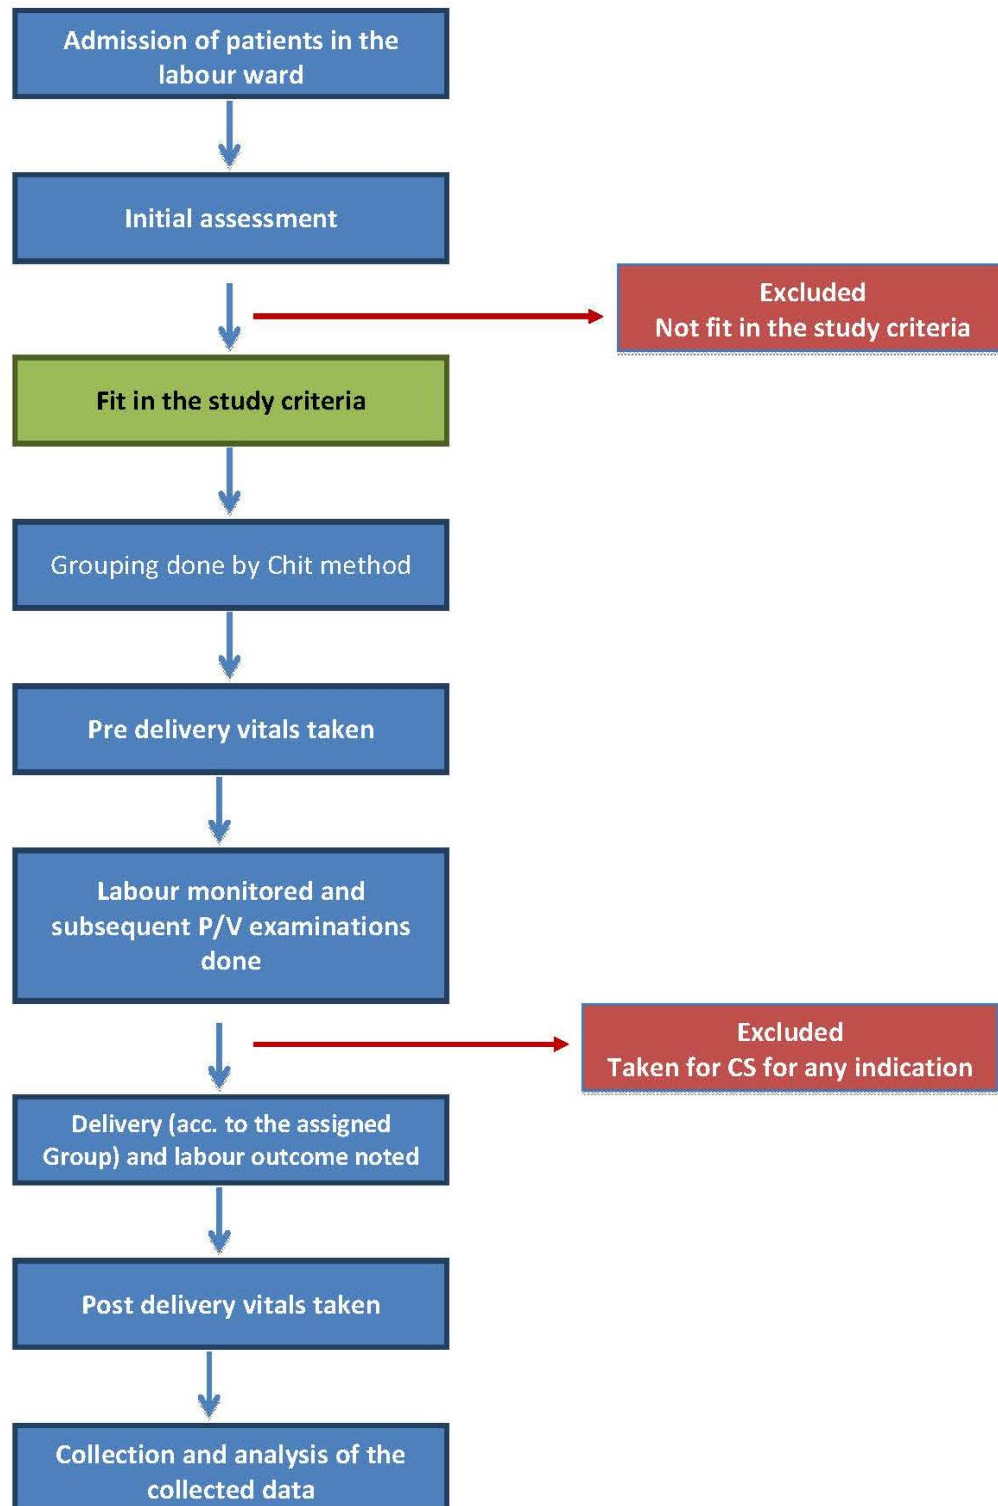 Admission of patients in the
labour ward
Initial assessment
Excluded
Not fit in the study criteria
Fit in the study criteria
Grouping done by Chit method
Pre delivery vitals taken
Labour monitored and
subsequent P/V examinations
done
Excluded
Taken for CS for any indication
Delivery (acc. to the assigned
Group) and labour outcome noted
Post delivery vitals taken
Collection and analysis of the
collected data